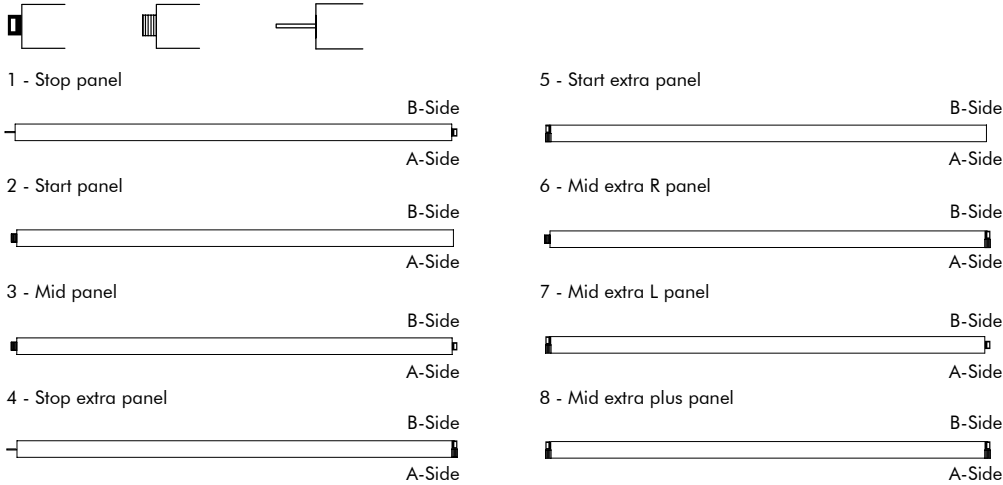 1 - Stop panel
B-Side
A-Side
2 - Start panel
B-Side
A-Side
3 - Mid panel
B-Side
A-Side
4 - Stop extra panel
B-Side
A-Side
5 - Start extra panel
B-Side
A-Side
6 - Mid extra R panel
B-Side
A-Side
7 - Mid extra L panel
B-Side
A-Side
8 - Mid extra plus panel
B-Side
A-Side